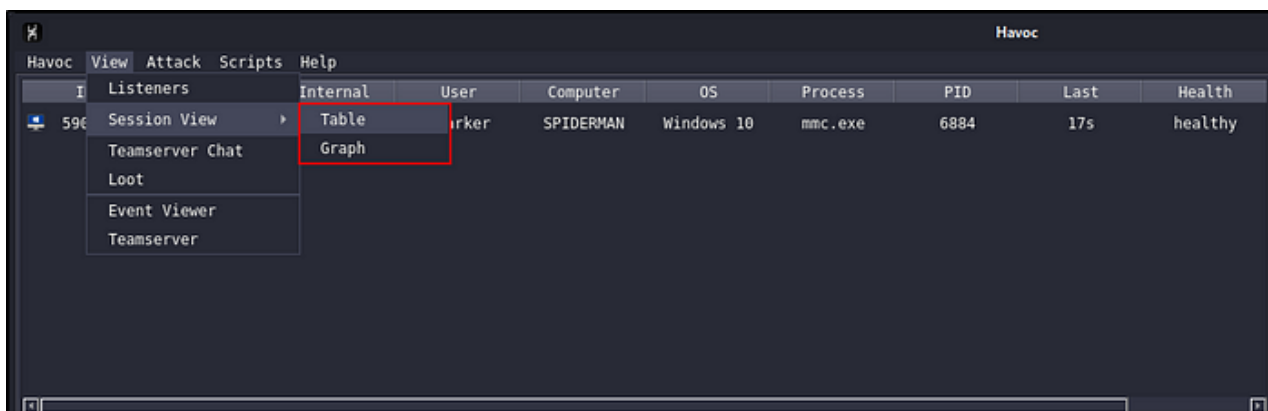 Havoc
Havoc View Attack Scripts Help
I Listeners Internal User Computer OS Process PID Last Health
596 Session View Table rker SPIDERMAN Windows 10 mmc.exe 6884 17s healthy
Teamserver Chat Graph
Loot
Event Viewer
Teamserver